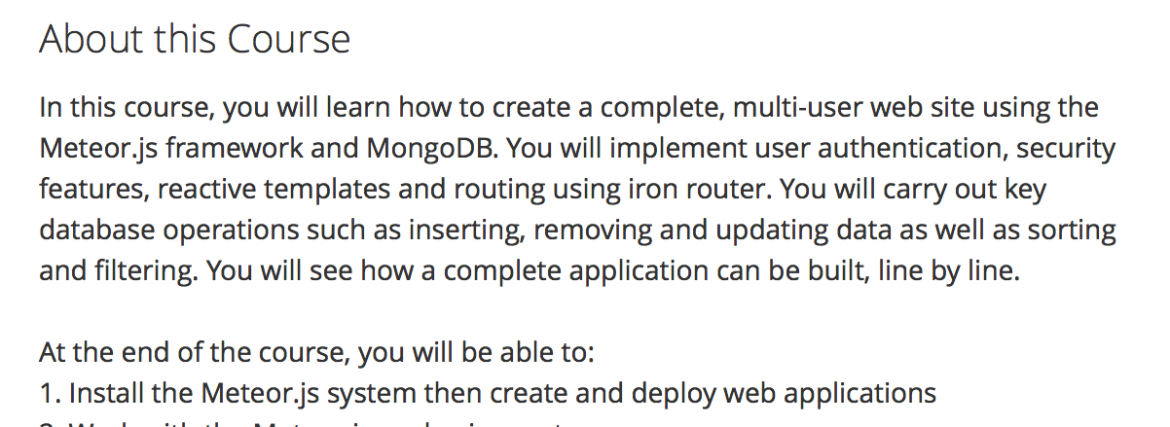 About this Course
In this course, you will learn how to create a complete, multi-user web site using the
Meteor.js framework and MongoDB. You will implement user authentication, security
features, reactive templates and routing using iron router. You will carry out key
database operations such as inserting, removing and updating data as well as sorting
and filtering. You will see how a complete application can be built, line by line.
At the end of the course, you will be able to:
1. Install the Meteor.js system then create and deploy web applications